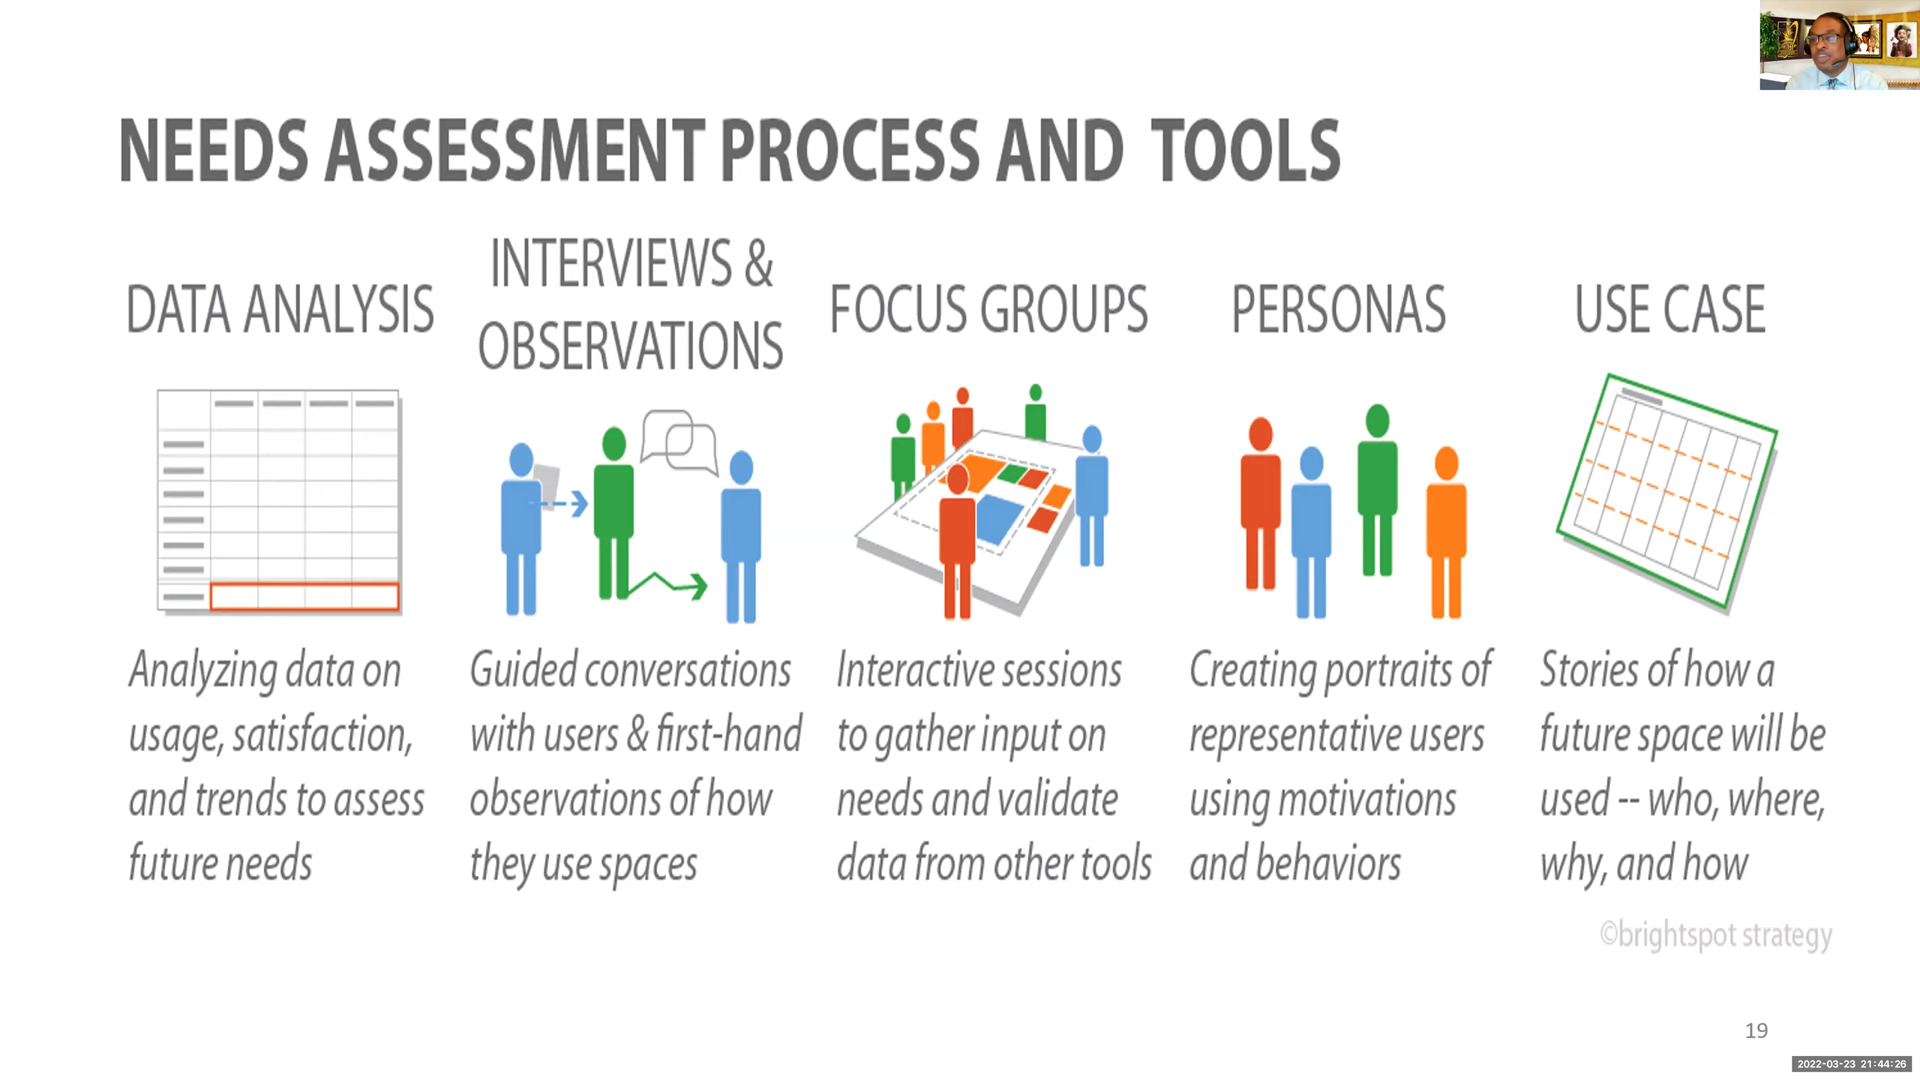 NEEDS ASSESSMENT PROCESS AND TOOLS
DATA ANALYSIS
Analyzing data on
usage, satisfaction,
and trends to assess
future needs
INTERVIEWS &
OBSERVATIONS
Guided conversations
with users & first-hand
observations of how
they use spaces
FOCUS GROUPS
Interactive sessions
to gather input on
needs and validate
data from other tools
PERSONAS
Creating portraits of
representative users
using motivations
and behaviors
USE CASE
Stories of how a
future space will be
used -- who, where,
why, and how
©brightspot strategy
19
2022-03-23 21:44:26